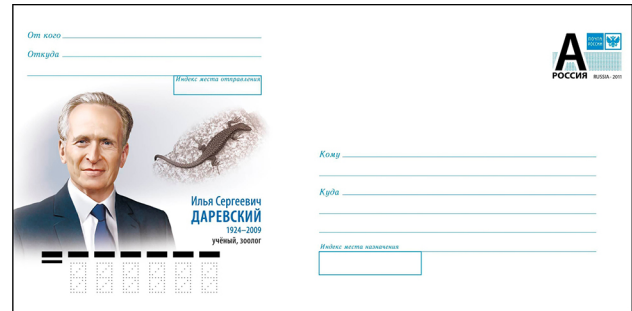 От кого
Откуда
Индекс места отправления
ПОЧТА
РОССИИ
А
РОССИЯ RUSSIA - 2011
Илья Сергеевич
ДАРЕВСКИЙ
1924–2009
учёный, зоолог
Кому
Куда
Индекс места назначения